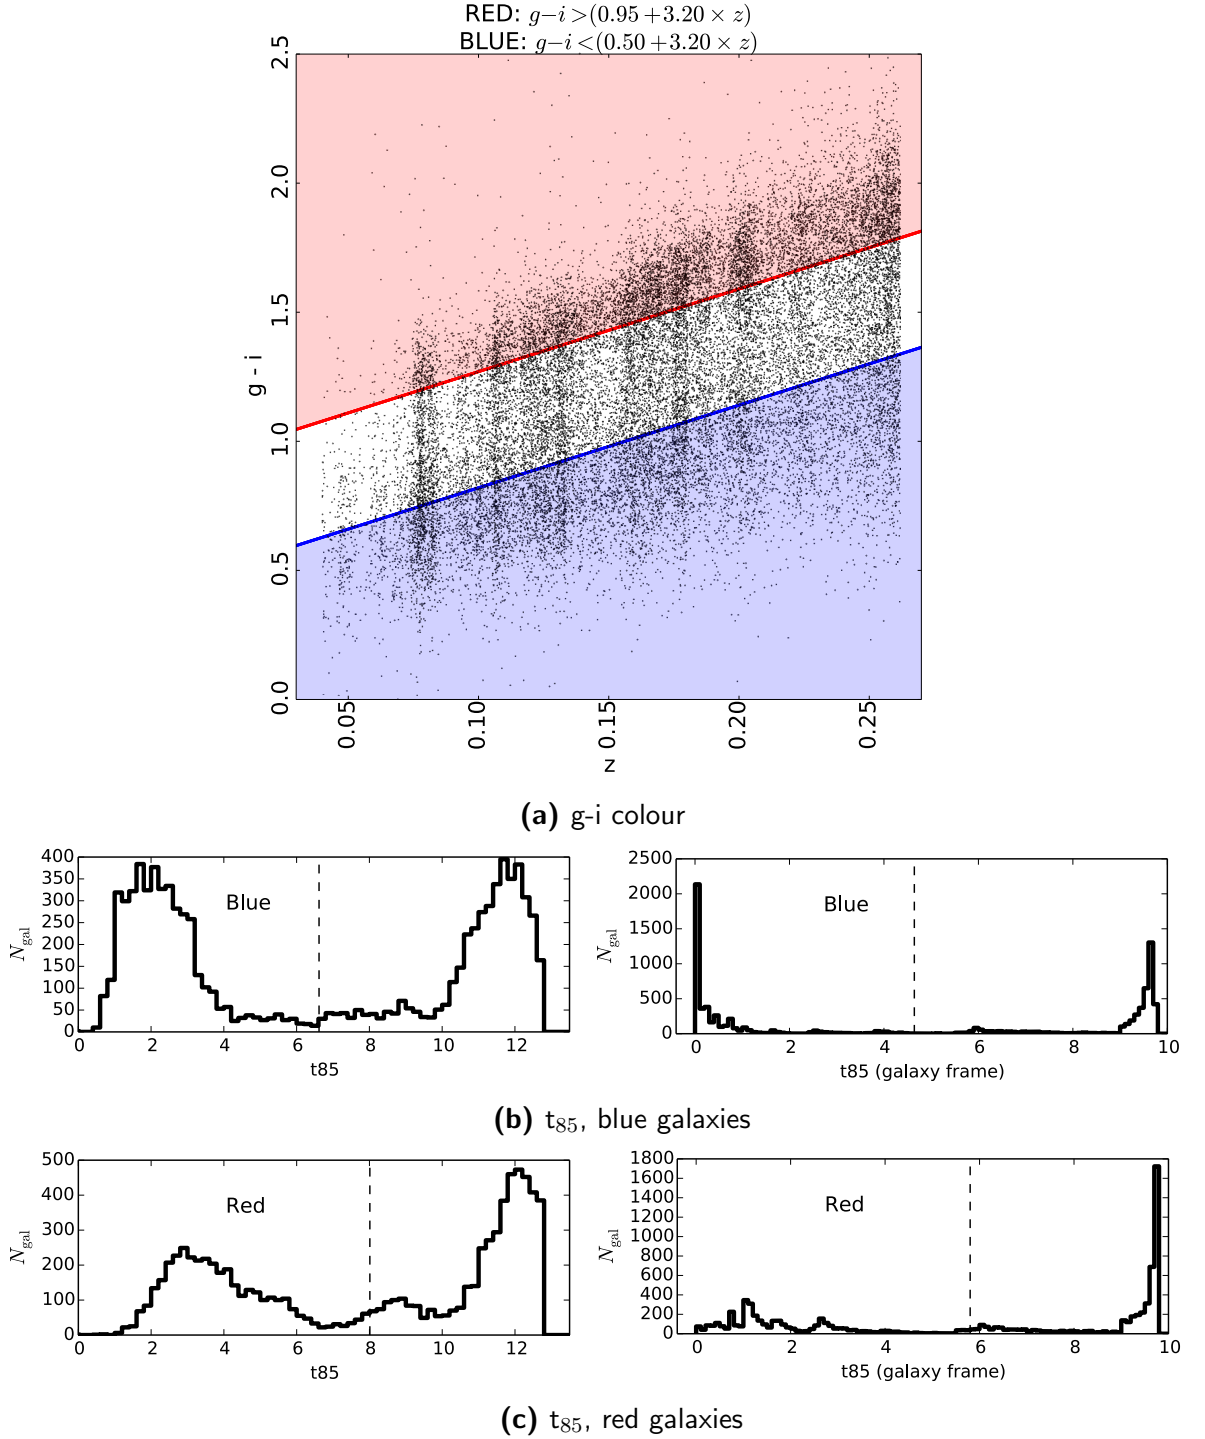 RED: g−i>(0.95+3.20 × z)
BLUE: g−i<(0.50+3.20 × z)
2.5
2.0
1.5
1.0
0.5
0.0
g - i
0.05 0.10 0.15 0.20 0.25
z
(a) g-i colour
400
350
300
250
200
150
100
50
0
N_gal
Blue
0 2 4 6 8 10 12
t85
2500
2000
1500
1000
500
0
N_gal
Blue
0 2 4 6 8 10
t85 (galaxy frame)
(b) t₈₅, blue galaxies
500
400
300
200
100
0
N_gal
Red
0 2 4 6 8 10 12
t85
1800
1600
1400
1200
1000
800
600
400
200
0
N_gal
Red
0 2 4 6 8 10
t85 (galaxy frame)
(c) t₈₅, red galaxies